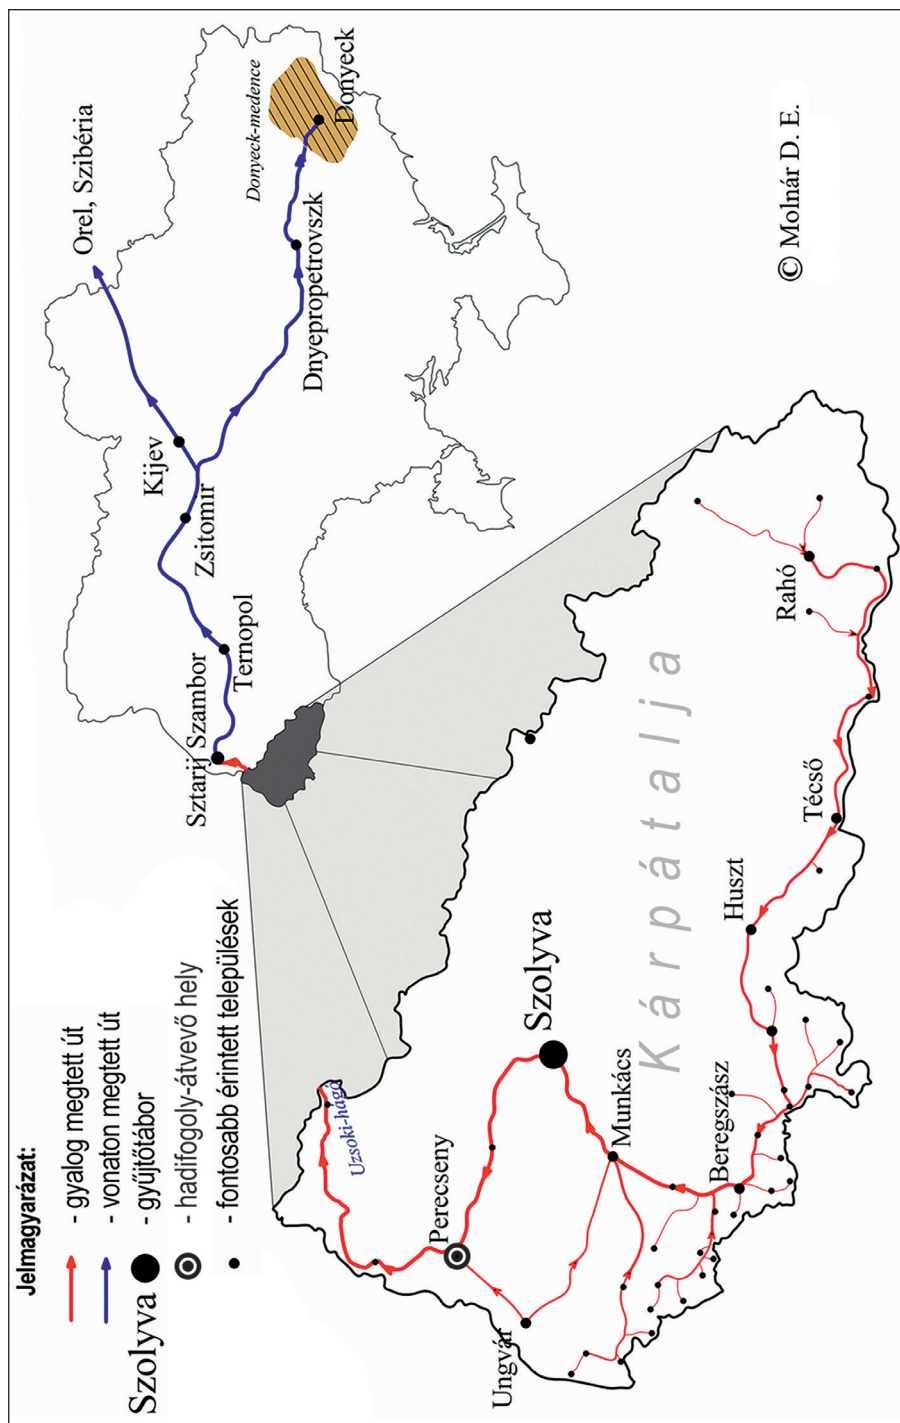 Jelmagyarázat:
- gyalog megtett út
- vonaton megtett út
Szolyva - gyűjtőtábor
- hadifogoly-átvevő hely
- fontosabb érintett települések
Orel, Szibéria
Kijev
Zsitomir
Ternopol
Sztarij Szambor
Dnyepropetrovszk
Donyeck-medence
Donyeck
Uzsoki-hágó
Perecseny
Ungvár
Szolyva
Munkács
Beregszász
Kárpátalja
Huszt
Técső
Rahó
© Molnár D. E.